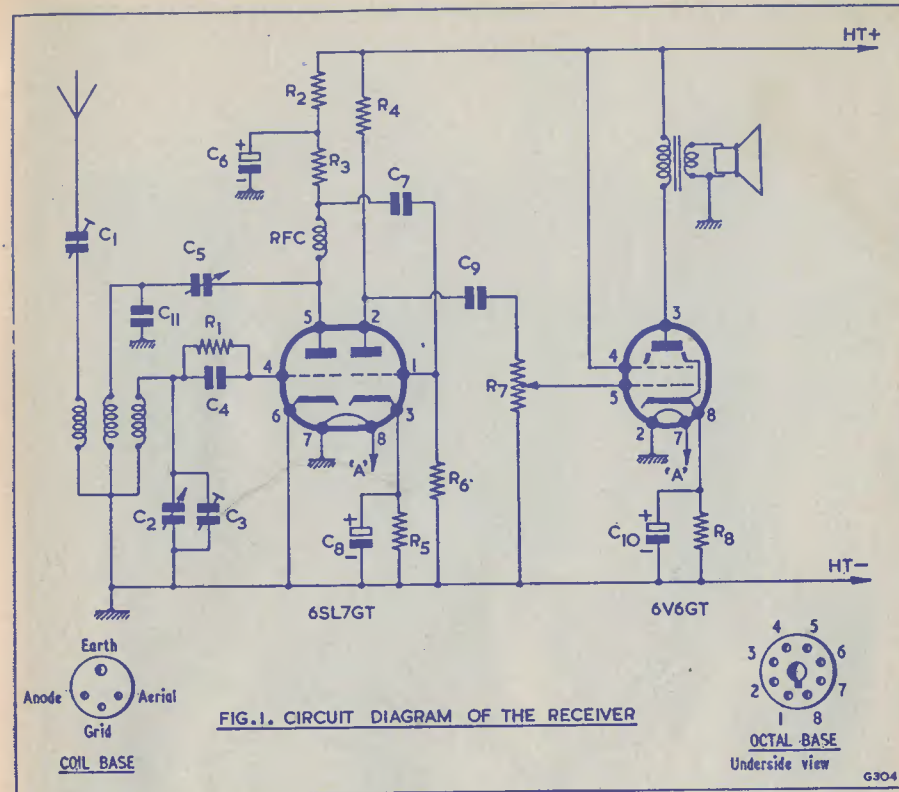 HT+
R2
R4
C6
+
-
R3
C7
C1
C5
RFC
C9
C11
R1
C4
5
2
4
1
6
3
7
8
'A'
R7
3
4
5
2
7
8
'A'
R6
C2
C3
C8
+
-
R5
C10
+
-
R8
HT-
6SL7GT
6V6GT
Earth
Anode
Aerial
Grid
COIL BASE
FIG.1. CIRCUIT DIAGRAM OF THE RECEIVER
4 5
3 6
2 7
1 8
OCTAL BASE
Underside view
G304